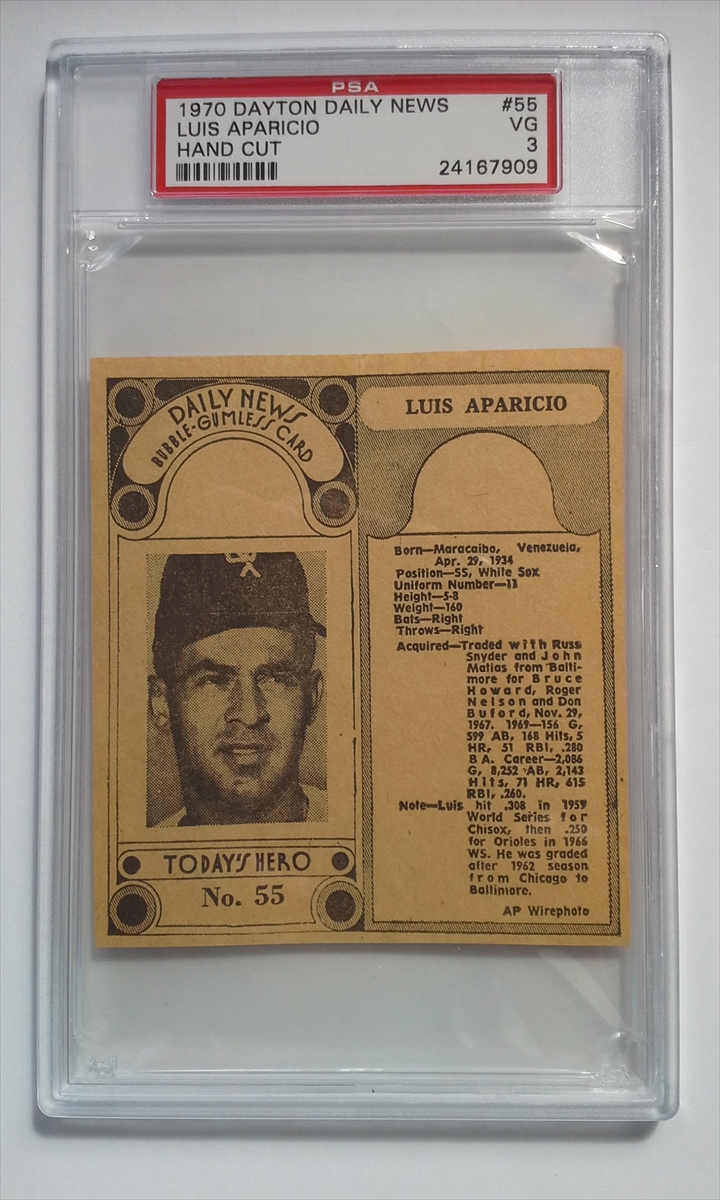 PSA
1970 DAYTON DAILY NEWS #55
LUIS APARICIO VG
HAND CUT 3
24167909
DAILY NEWS
BUBBLE-GUMLESS CARD
TODAY'S HERO
No. 55
LUIS APARICIO
Born—Maracaibo, Venezuela,
Apr. 29, 1934
Position—SS, White Sox
Uniform Number—11
Height—5-8
Weight—160
Bats—Right
Throws—Right
Acquired—Traded with Russ
Snyder and John
Matias from Balti-
more for Bruce
Howard, Roger
Nelson and Don
Buford, Nov. 29,
1967. 1969—156 G,
599 AB, 168 Hits, 5
HR, 51 RBI, .280
BA. Career—2,086
G, 8,252 AB, 2,143
Hits, 71 HR, 615
RBI, .260.
Note—Luis hit .308 in 1959
World Series for
Chisox, then .250
for Orioles in 1966
WS. He was graded
after 1962 season
from Chicago to
Baltimore.
AP Wirephoto